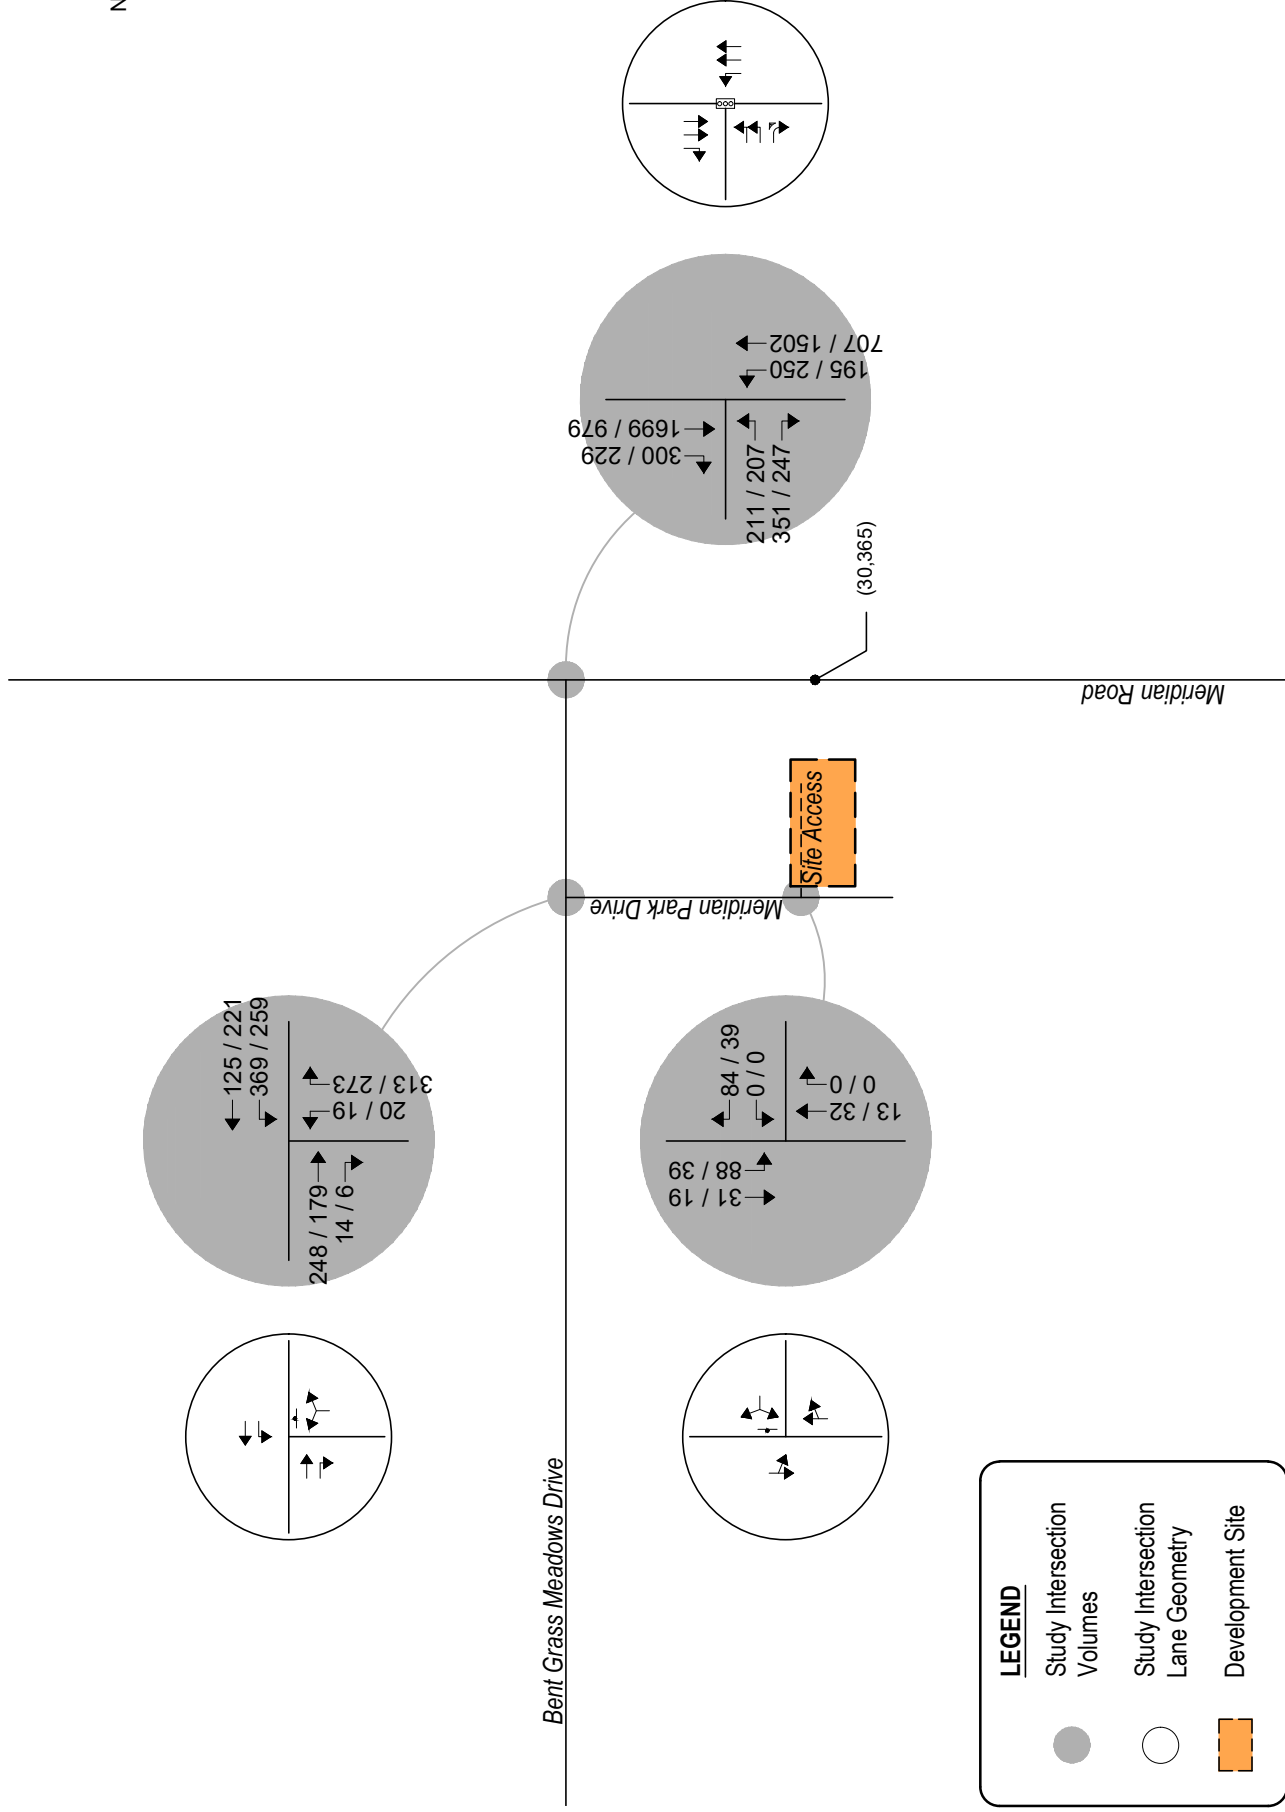 N
707 / 1502
195 / 250
1699 / 979
300 / 229
211 / 207
351 / 247
(30,365)
Meridian Road
Site Access
Meridian Park Drive
125 / 221
369 / 259
313 / 273
20 / 19
248 / 179
14 / 6
84 / 39
0 / 0
0 / 0
13 / 32
88 / 39
31 / 19
Bent Grass Meadows Drive
LEGEND
Study Intersection
Volumes
Study Intersection
Lane Geometry
Development Site